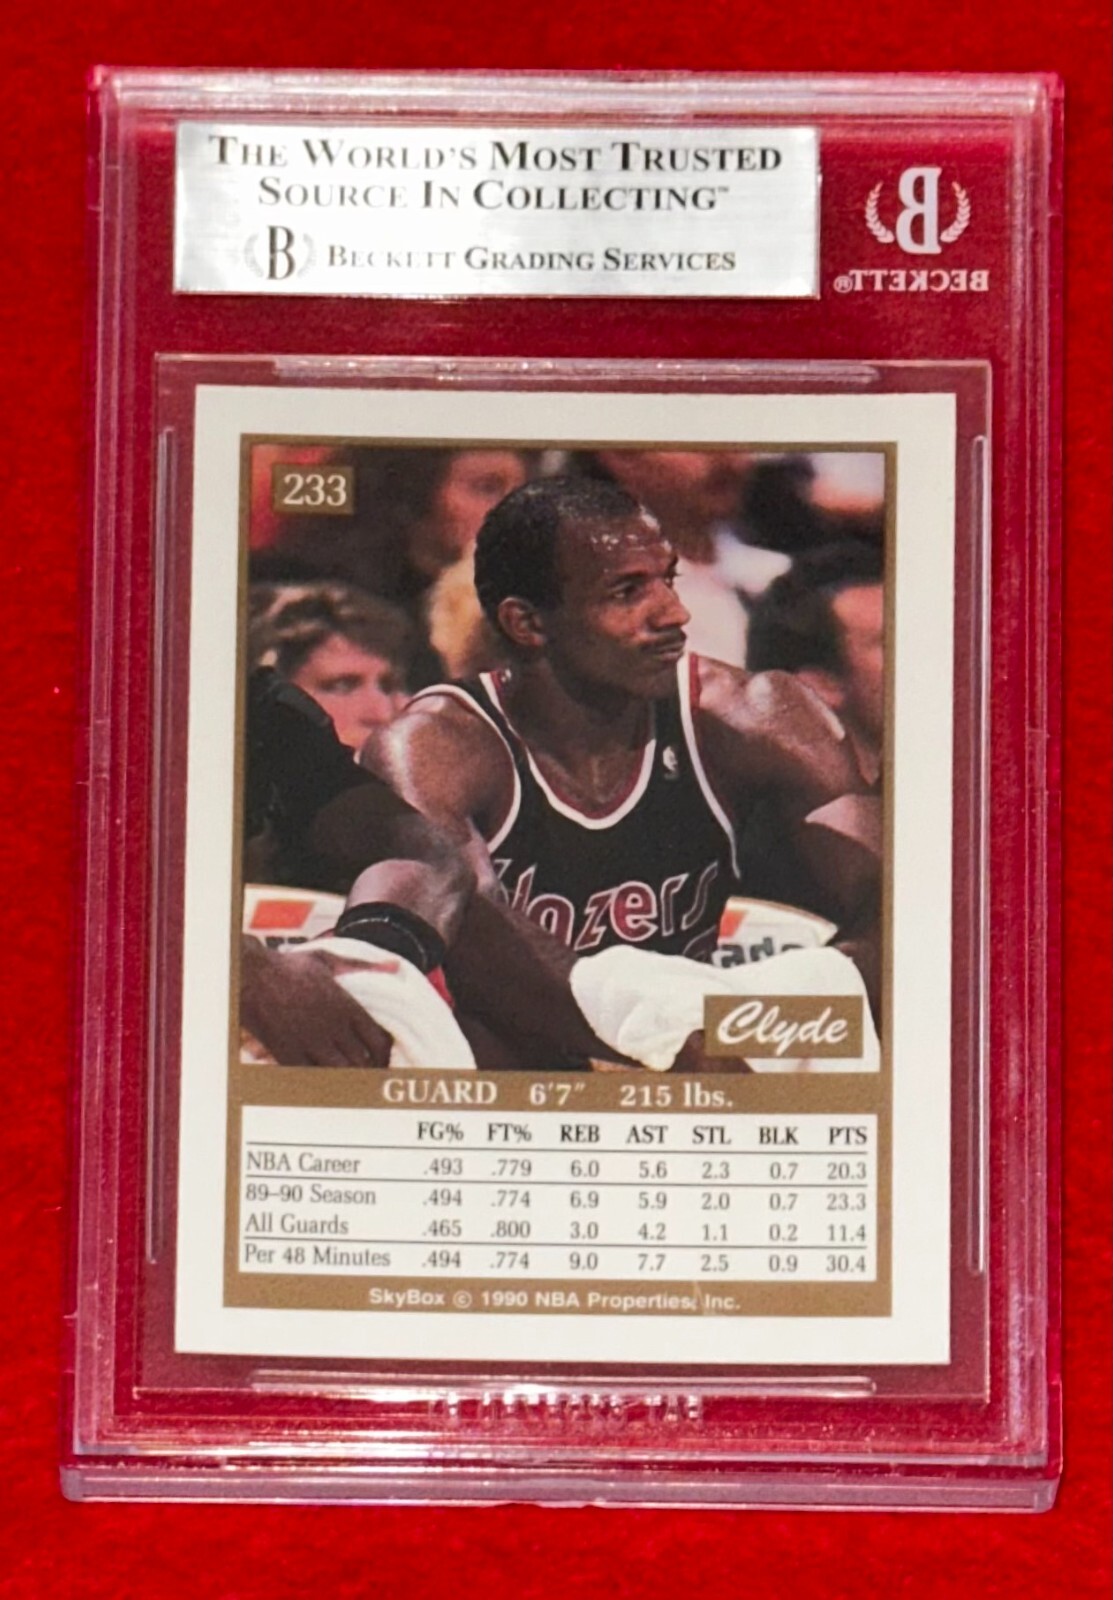 THE WORLD'S MOST TRUSTED
SOURCE IN COLLECTING™
B BECKETT GRADING SERVICES
B
BECKETT®
233
Blazers
Clyde
GUARD 6'7" 215 lbs.
FG% FT% REB AST STL BLK PTS
NBA Career .493 .779 6.0 5.6 2.3 0.7 20.3
89–90 Season .494 .774 6.9 5.9 2.0 0.7 23.3
All Guards .465 .800 3.0 4.2 1.1 0.2 11.4
Per 48 Minutes .494 .774 9.0 7.7 2.5 0.9 30.4
SkyBox © 1990 NBA Properties, Inc.